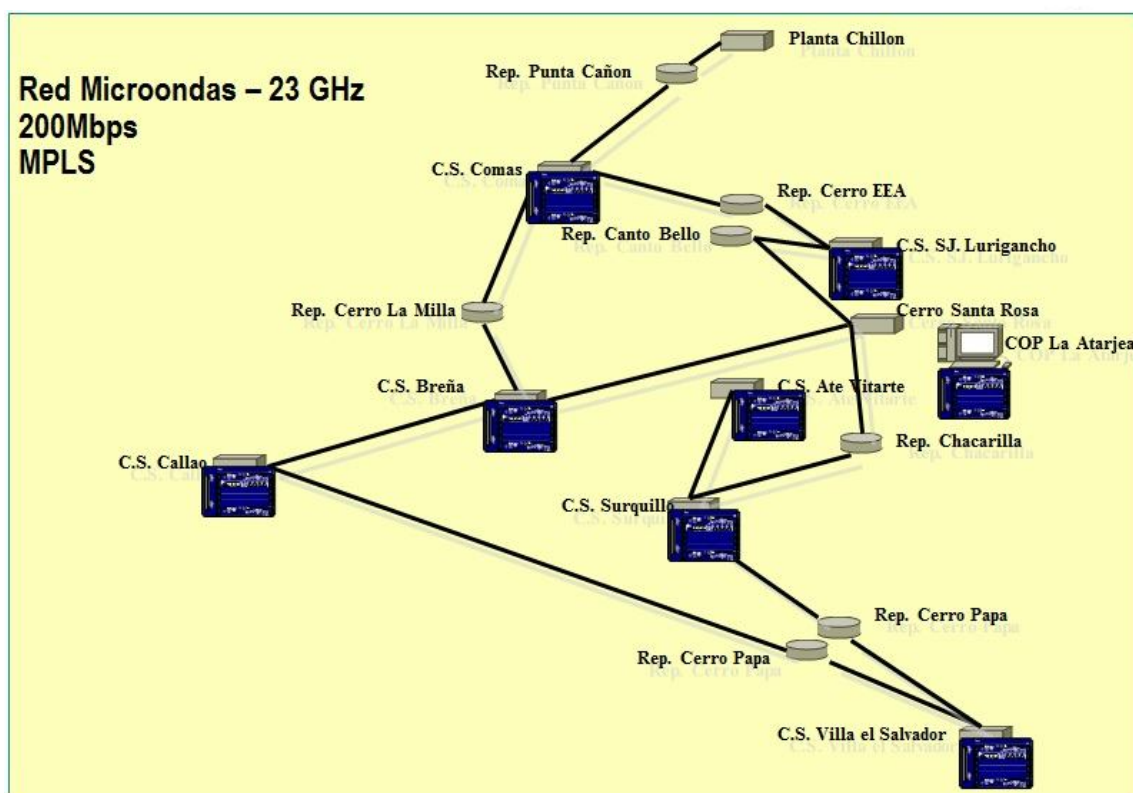 Planta Chillon
Rep. Punta Cañon
Red Microondas – 23 GHz
200Mbps
MPLS
C.S. Comas
Rep. Cerro EEA
Rep. Canto Bello
C.S. SJ. Lurigancho
Rep. Cerro La Milla
Cerro Santa Rosa
COP La Atarjea
C.S. Breña
C.S. Ate Vitarte
Rep. Chacarilla
C.S. Callao
C.S. Surquillo
Rep. Cerro Papa
Rep. Cerro Papa
C.S. Villa el Salvador